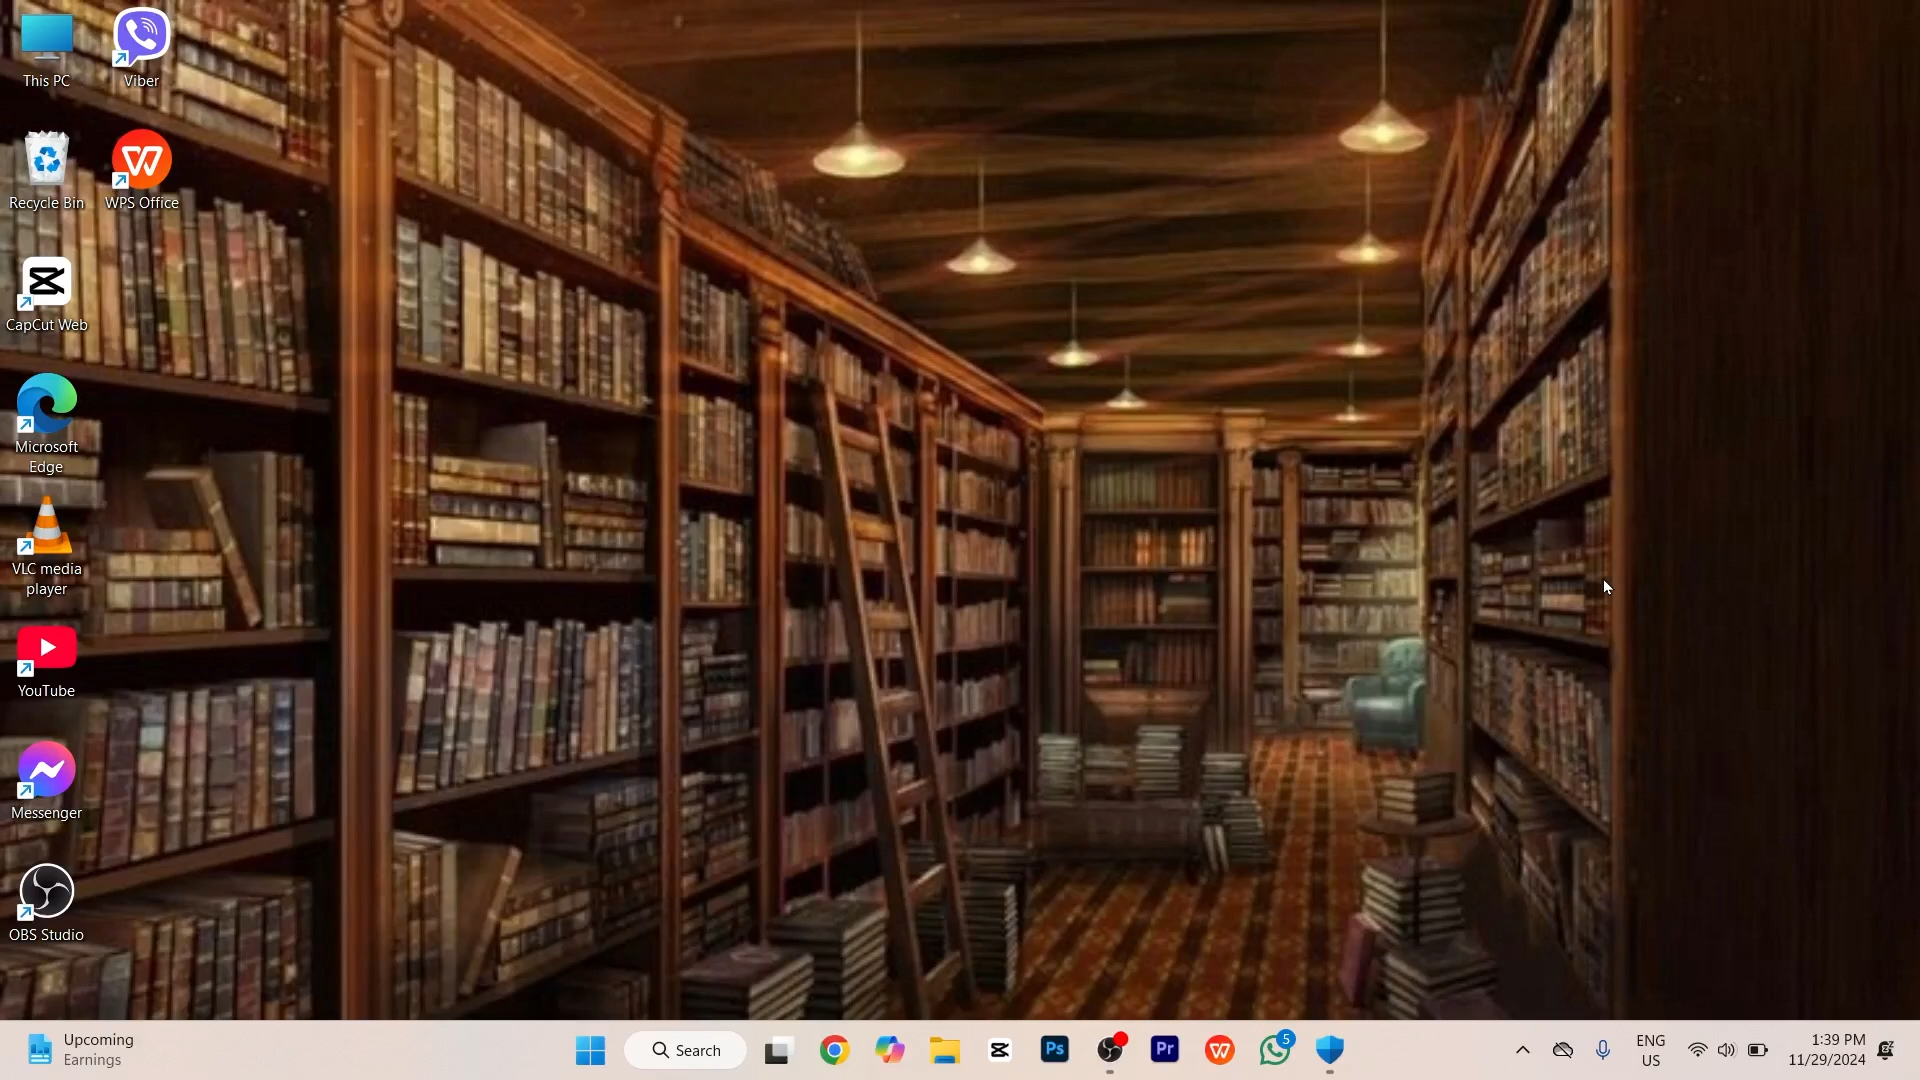 This PC
Viber
Recycle Bin
WPS Office
CapCut Web
Microsoft
Edge
VLC media
player
YouTube
Messenger
OBS Studio
Upcoming
Earnings
Search
Ps
Pr
5
ENG
US
1:39 PM
11/29/2024